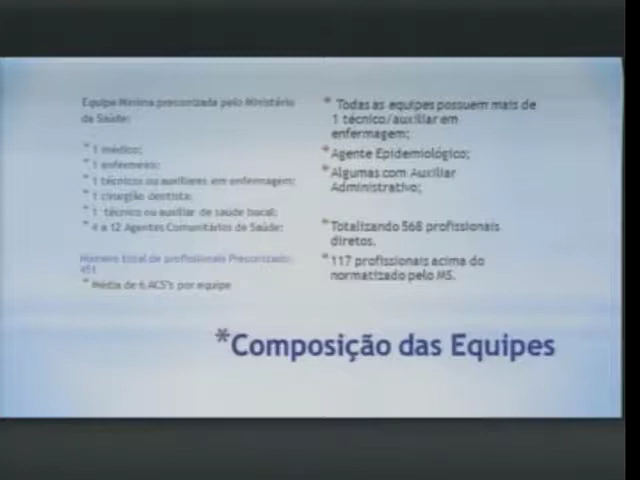 Equipe Mínima preconizada pelo Ministério
da Saúde:
* 1 médico;
* 1 enfermeiro;
* 1 técnicos ou auxiliares em enfermagem;
* 1 cirurgião dentista;
* 1 técnico ou auxiliar de saúde bucal;
* 4 a 12 Agentes Comunitários de Saúde;
Número total de profissionais Preconizado:
451
* Média de 6 ACS's por equipe
* Todas as equipes possuem mais de
1 técnico/auxiliar em
enfermagem;
* Agente Epidemiológico;
* Algumas com Auxiliar
Administrativo;
* Totalizando 568 profissionais
diretos.
* 117 profissionais acima do
normatizado pelo MS.
*Composição das Equipes